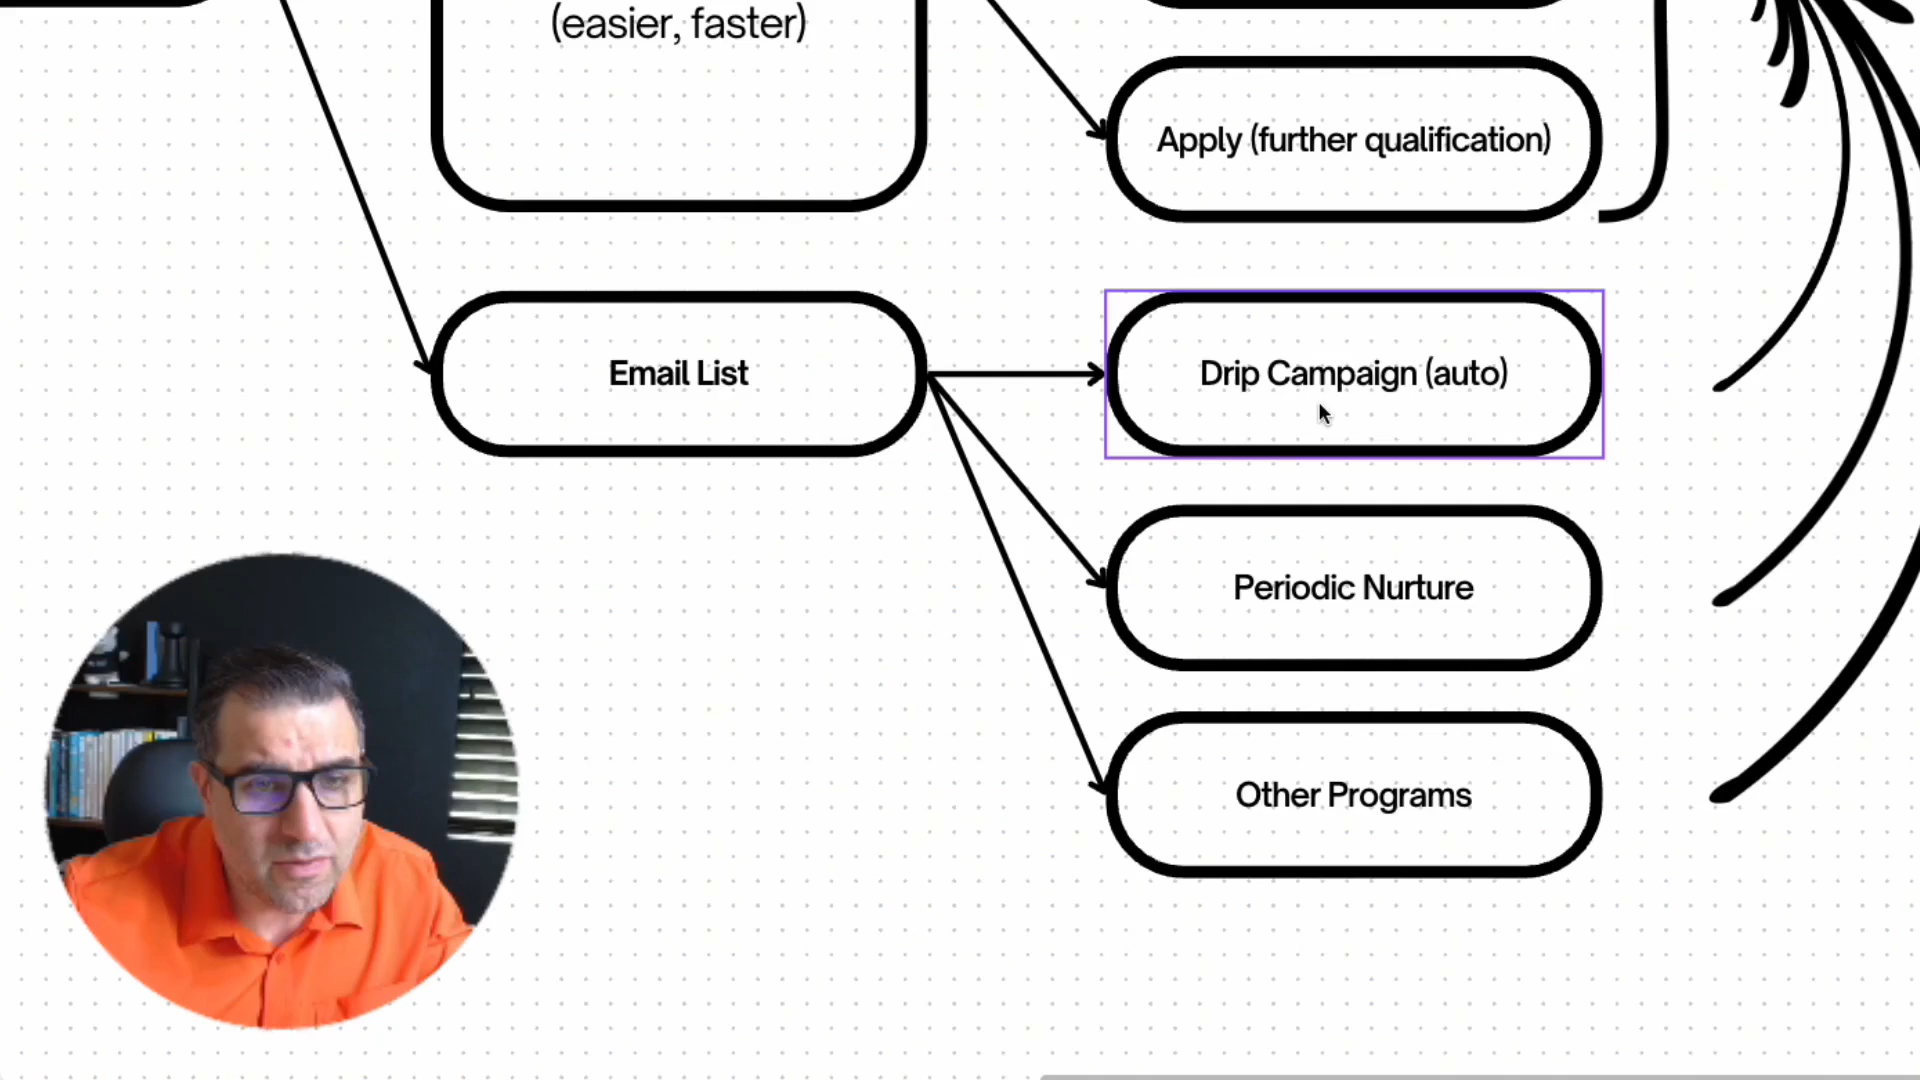 (easier, faster)
Apply (further qualification)
Email List
Drip Campaign (auto)
Periodic Nurture
Other Programs